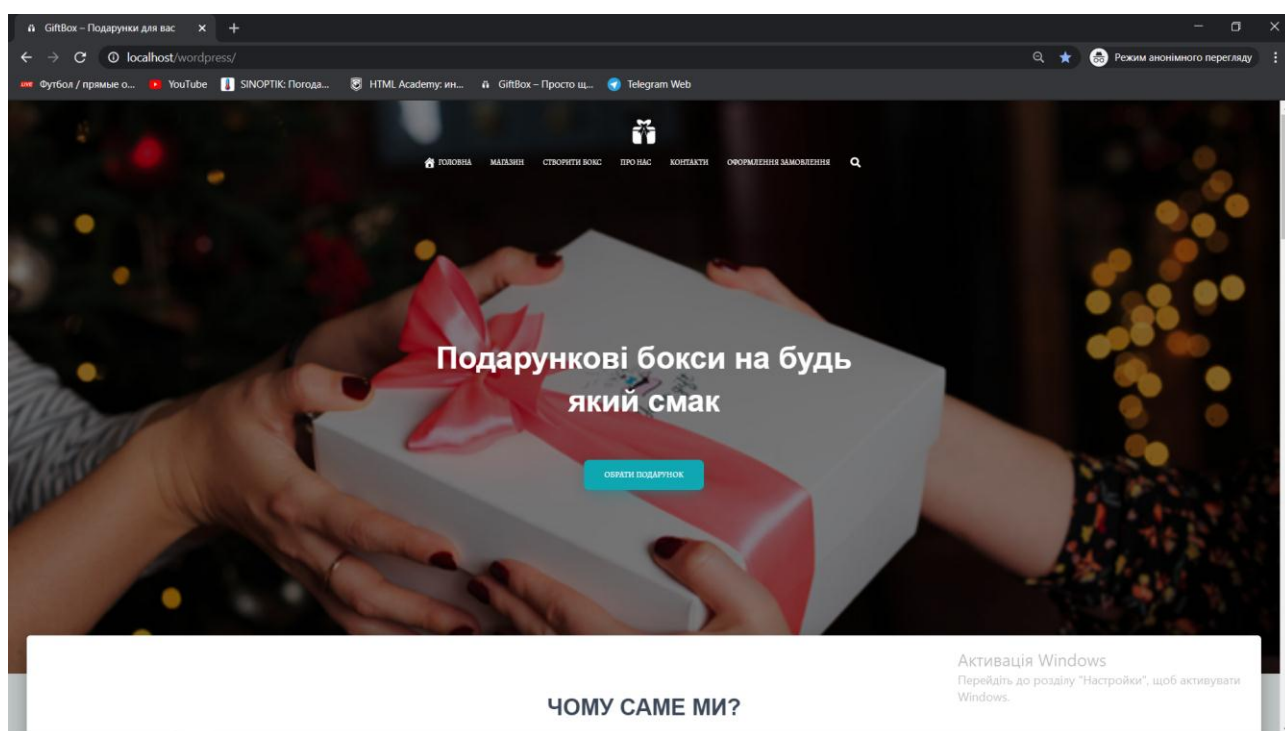 GiftBox – Подарунки для вас
localhost/wordpress/
Режим анонімного перегляду
LIVE Футбол / прямые о... YouTube SINOPTIK: Погода... HTML Academy: ин... GiftBox – Просто щ... Telegram Web
ГОЛОВНА МАГАЗИН СТВОРИТИ БОКС ПРО НАС КОНТАКТИ ОФОРМЛЕННЯ ЗАМОВЛЕННЯ
Подарункові бокси на будь
який смак
ОБРАТИ ПОДАРУНОК
ЧОМУ САМЕ МИ?
Активація Windows
Перейдіть до розділу "Настройки", щоб активувати
Windows.